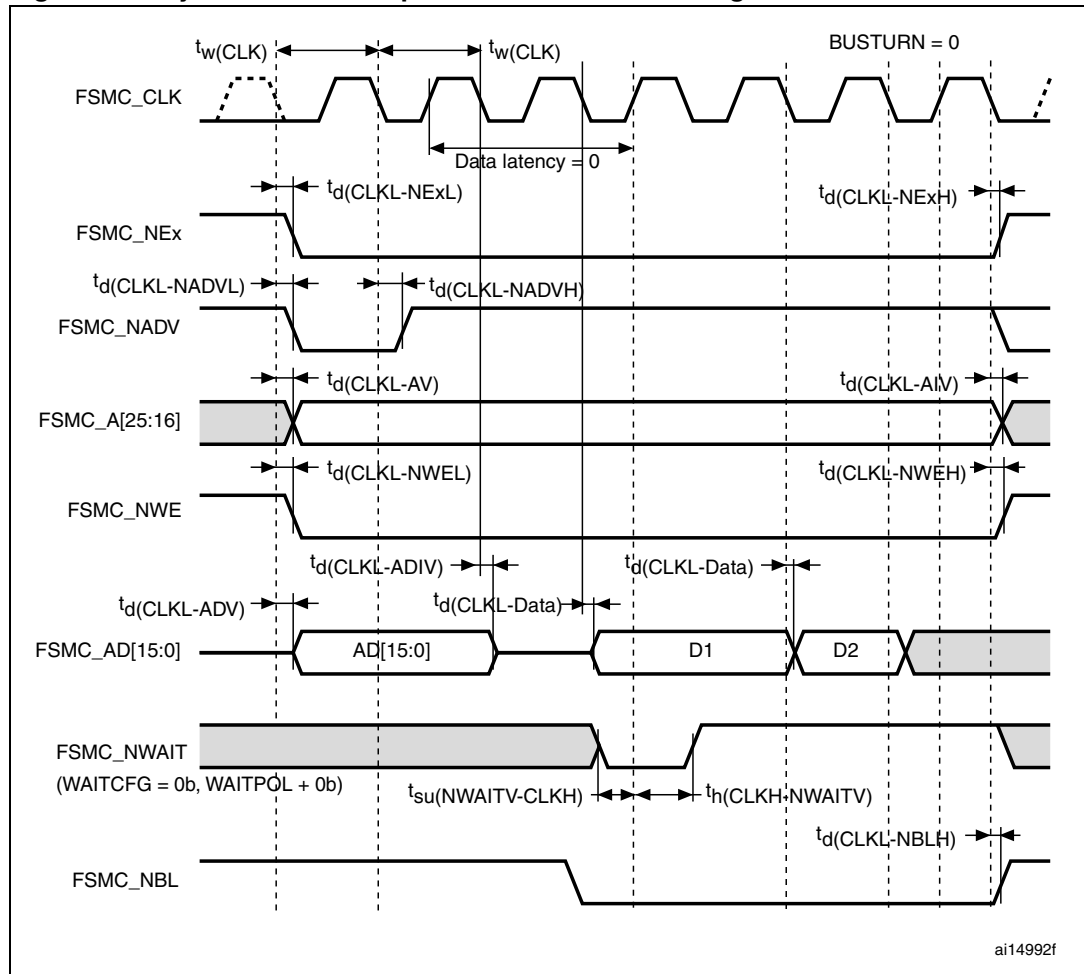 tw(CLK) tw(CLK) BUSTURN = 0
FSMC_CLK
Data latency = 0
td(CLKL-NExL) td(CLKL-NExH)
FSMC_NEx
td(CLKL-NADVL) td(CLKL-NADVH)
FSMC_NADV
td(CLKL-AV) td(CLKL-AIV)
FSMC_A[25:16]
td(CLKL-NWEL) td(CLKL-NWEH)
FSMC_NWE
td(CLKL-ADIV) td(CLKL-Data)
td(CLKL-ADV) td(CLKL-Data)
FSMC_AD[15:0] AD[15:0] D1 D2
FSMC_NWAIT
(WAITCFG = 0b, WAITPOL + 0b)
tsu(NWAITV-CLKH) th(CLKH-NWAITV)
td(CLKL-NBLH)
FSMC_NBL
ai14992f